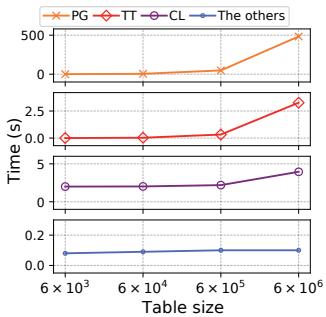 PG TT CL The others
500
0
2.5
0.0
5
0
0.2
0.0
Time (s)
6 × 10³ 6 × 10⁴ 6 × 10⁵ 6 × 10⁶
Table size